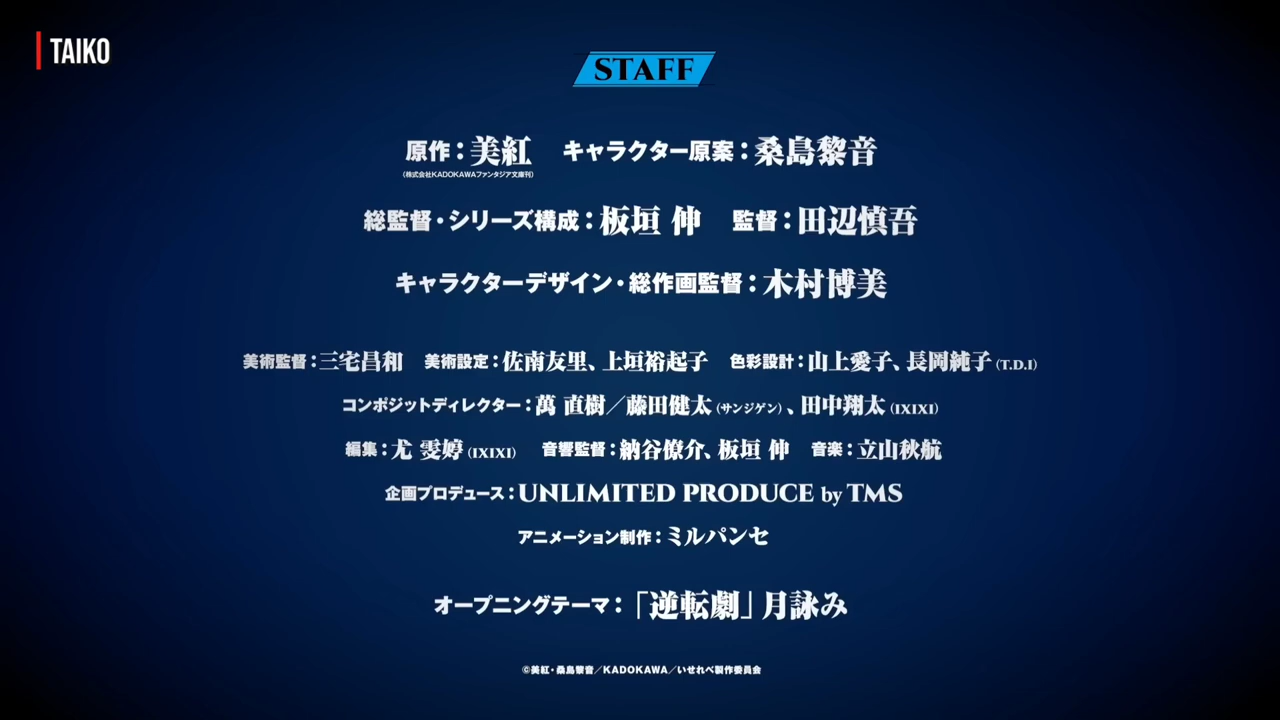 TAIKO
STAFF
原作：美紅　キャラクター原案：桑島黎音
（株式会社KADOKAWAファンタジア文庫刊）
総監督・シリーズ構成：板垣 伸　監督：田辺慎吾
キャラクターデザイン・総作画監督：木村博美
美術監督：三宅昌和　美術設定：佐南友里、上垣裕起子　色彩設計：山上愛子、長岡純子（T.D.I）
コンポジットディレクター：萬 直樹／藤田健太（サンジゲン）、田中翔太（IXIXI）
編集：尤 雯婷（IXIXI）　音響監督：納谷僚介、板垣 伸　音楽：立山秋航
企画プロデュース：UNLIMITED PRODUCE by TMS
アニメーション制作：ミルパンセ
オープニングテーマ：「逆転劇」月詠み
©美紅・桑島黎音／KADOKAWA／いせれべ製作委員会